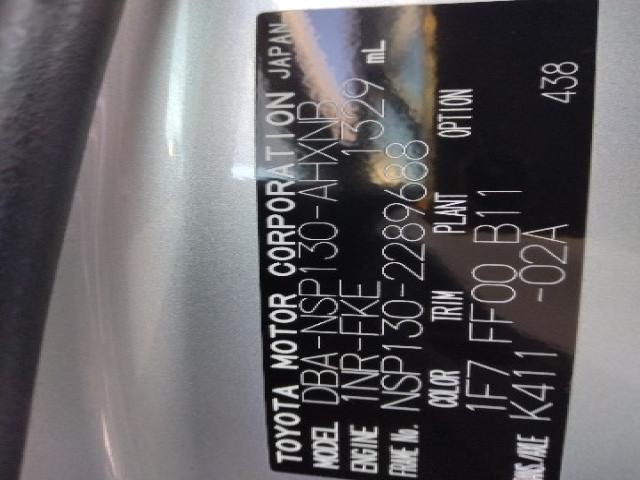 TOYOTA MOTOR CORPORATION JAPAN
MODEL DBA-NSP130-AHXNB
ENGINE 1NR-FKE 1329 mL
FRAME No. NSP130-2289688
COLOR TRIM PLANT OPTION
1F7 FF00 B11
AXLE K411 -02A
438